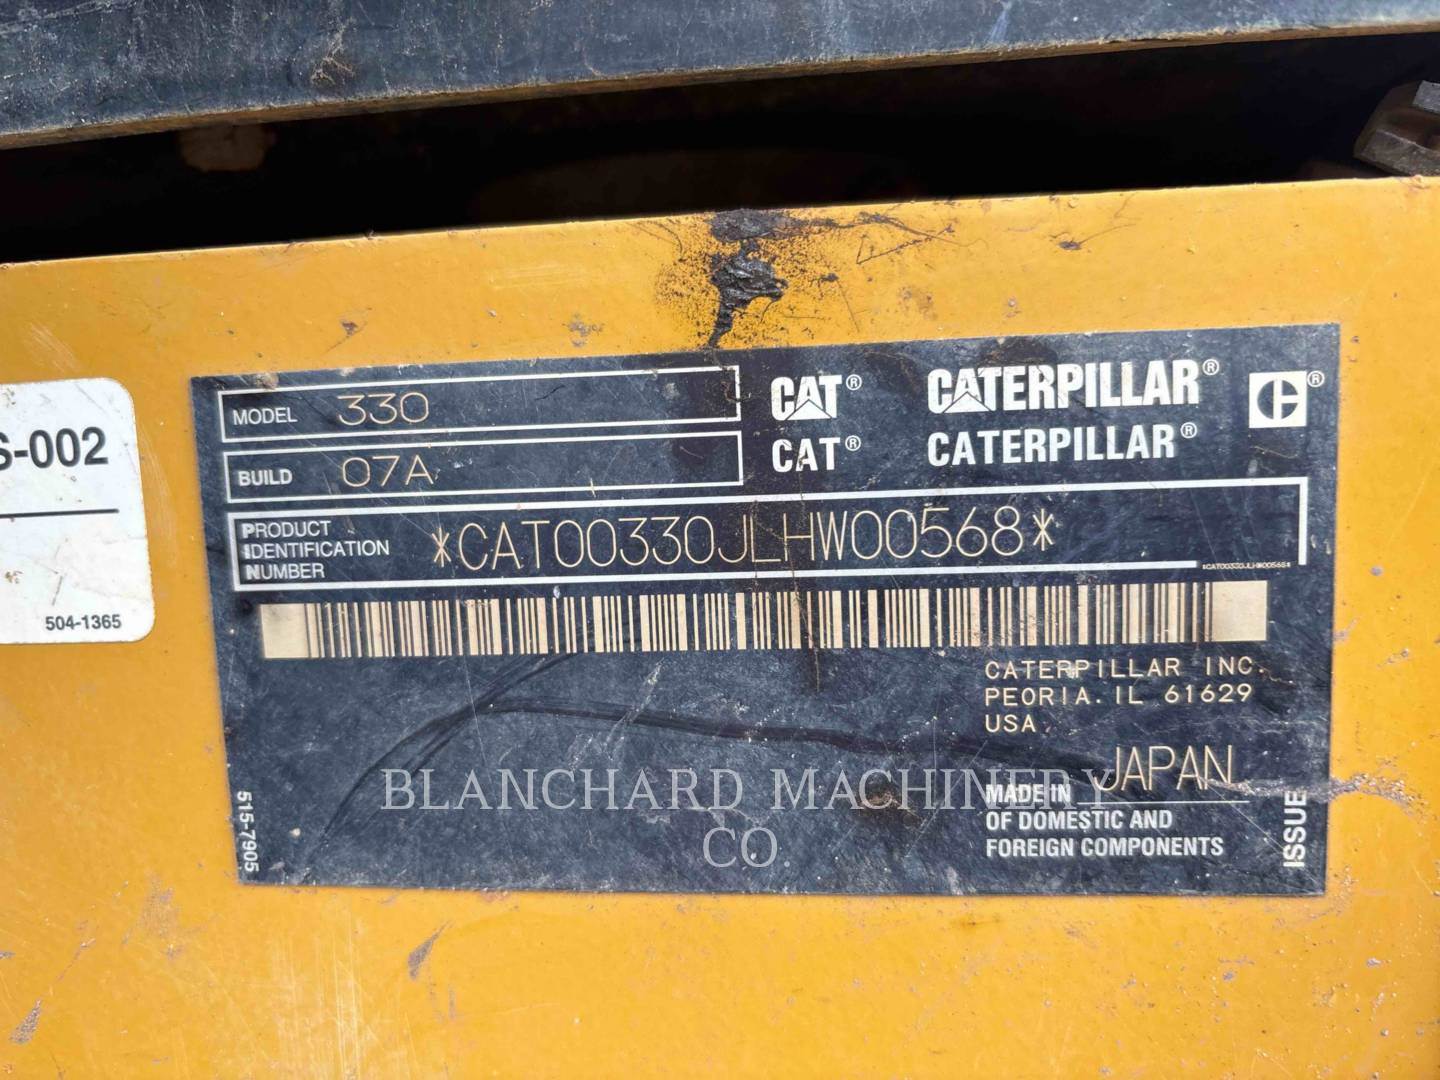 S-002
504-1365
MODEL 330
BUILD 07A
PRODUCT
IDENTIFICATION
NUMBER
*CAT00330JLHW00568*
*CAT00330JLHW00568*
CAT® CATERPILLAR® C®
CAT® CATERPILLAR®
CATERPILLAR INC.
PEORIA. IL 61629
USA
MADE IN JAPAN
OF DOMESTIC AND
FOREIGN COMPONENTS
515-7905
ISSUE
BLANCHARD MACHINERY
CO.